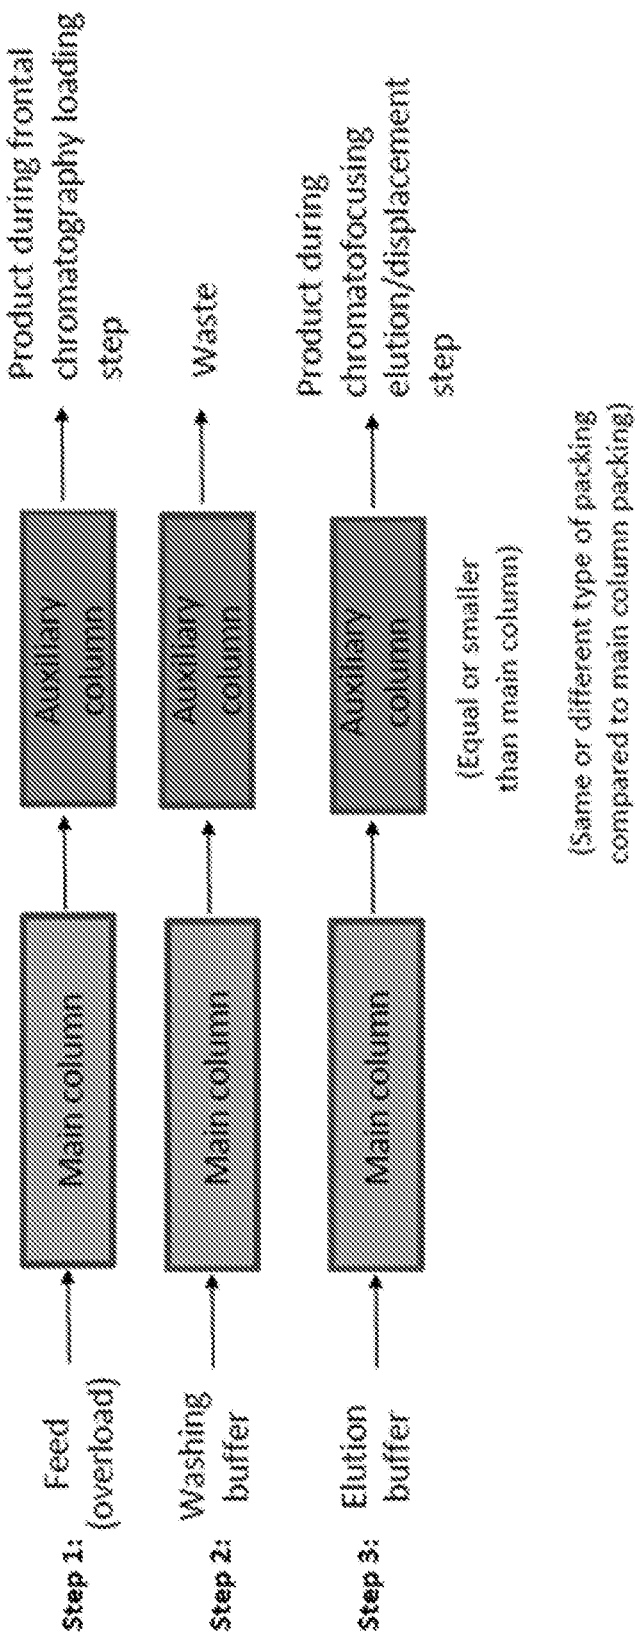 Step 1:
Feed
(overload)
Main column
Auxiliary
column
Product during frontal
chromatography loading
step
Step 2:
Washing
buffer
Main column
Auxiliary
column
Waste
Step 3:
Elution
buffer
Main column
Auxiliary
column
Product during
chromatofocusing
elution/displacement
step
(Equal or smaller
than main column)
(Same or different type of packing
compared to main column packing)